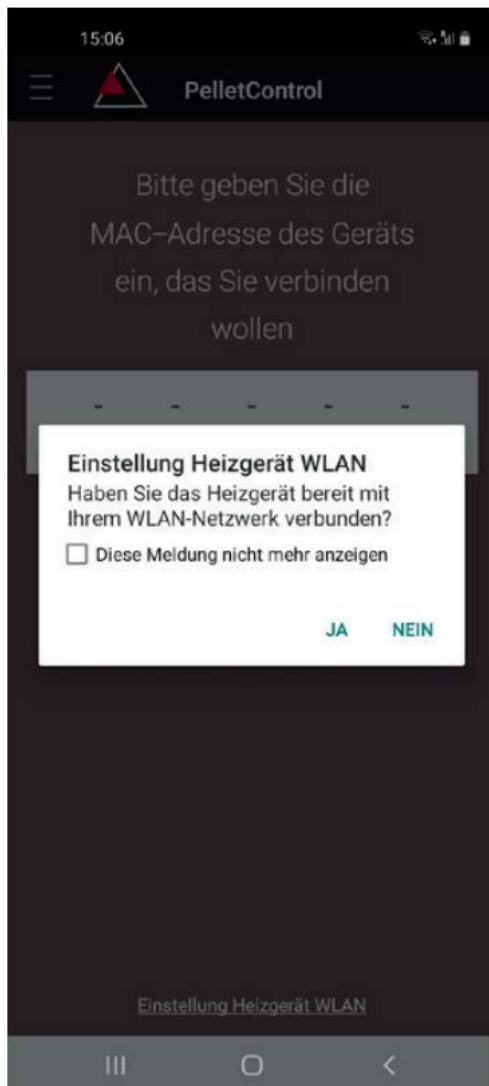 15:06
PelletControl
Bitte geben Sie die
MAC–Adresse des Geräts
ein, das Sie verbinden
wollen
- - - - -
Einstellung Heizgerät WLAN
Haben Sie das Heizgerät bereit mit
Ihrem WLAN-Netzwerk verbunden?
Diese Meldung nicht mehr anzeigen
JA NEIN
Einstellung Heizgerät WLAN